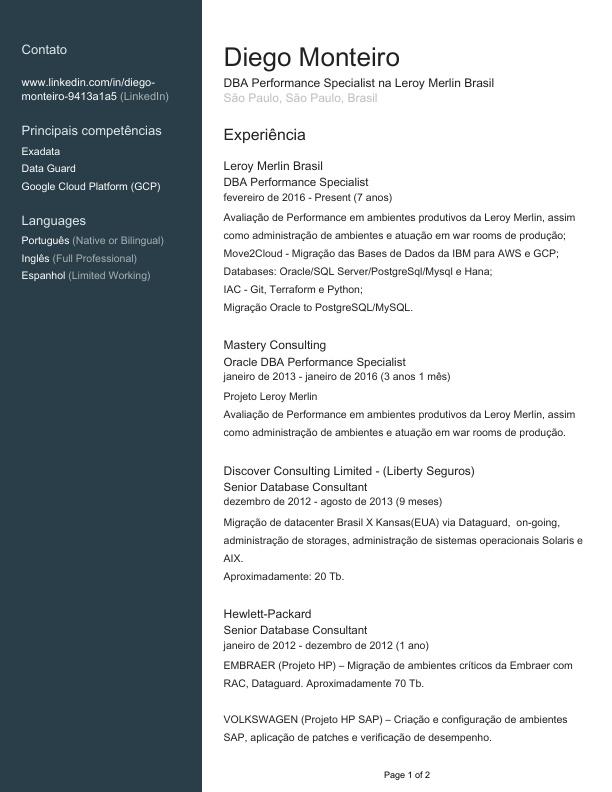 Contato
www.linkedin.com/in/diego-
monteiro-9413a1a5 (LinkedIn)
Principais competências
Exadata
Data Guard
Google Cloud Platform (GCP)
Languages
Português (Native or Bilingual)
Inglês (Full Professional)
Espanhol (Limited Working)
Diego Monteiro
DBA Performance Specialist na Leroy Merlin Brasil
São Paulo, São Paulo, Brasil
Experiência
Leroy Merlin Brasil
DBA Performance Specialist
fevereiro de 2016 - Present (7 anos)
Avaliação de Performance em ambientes produtivos da Leroy Merlin, assim
como administração de ambientes e atuação em war rooms de produção;
Move2Cloud - Migração das Bases de Dados da IBM para AWS e GCP;
Databases: Oracle/SQL Server/PostgreSql/Mysql e Hana;
IAC - Git, Terraform e Python;
Migração Oracle to PostgreSQL/MySQL.
Mastery Consulting
Oracle DBA Performance Specialist
janeiro de 2013 - janeiro de 2016 (3 anos 1 mês)
Projeto Leroy Merlin
Avaliação de Performance em ambientes produtivos da Leroy Merlin, assim
como administração de ambientes e atuação em war rooms de produção.
Discover Consulting Limited - (Liberty Seguros)
Senior Database Consultant
dezembro de 2012 - agosto de 2013 (9 meses)
Migração de datacenter Brasil X Kansas(EUA) via Dataguard,  on-going,
administração de storages, administração de sistemas operacionais Solaris e
AIX.
Aproximadamente: 20 Tb.
Hewlett-Packard
Senior Database Consultant
janeiro de 2012 - dezembro de 2012 (1 ano)
EMBRAER (Projeto HP) – Migração de ambientes críticos da Embraer com
RAC, Dataguard. Aproximadamente 70 Tb.
VOLKSWAGEN (Projeto HP SAP) – Criação e configuração de ambientes
SAP, aplicação de patches e verificação de desempenho.
Page 1 of 2